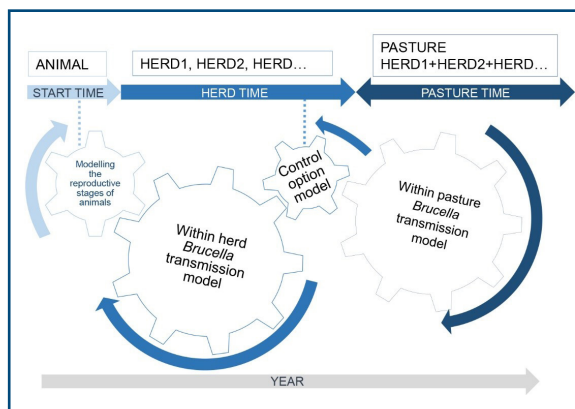 ANIMAL
HERD1, HERD2, HERD...
PASTURE
HERD1+HERD2+HERD...
START TIME
HERD TIME
PASTURE TIME
Modelling
the
reproductive
stages of
animals
Within herd
Brucella
transmission
model
Control
option
model
Within pasture
Brucella
transmission
model
YEAR